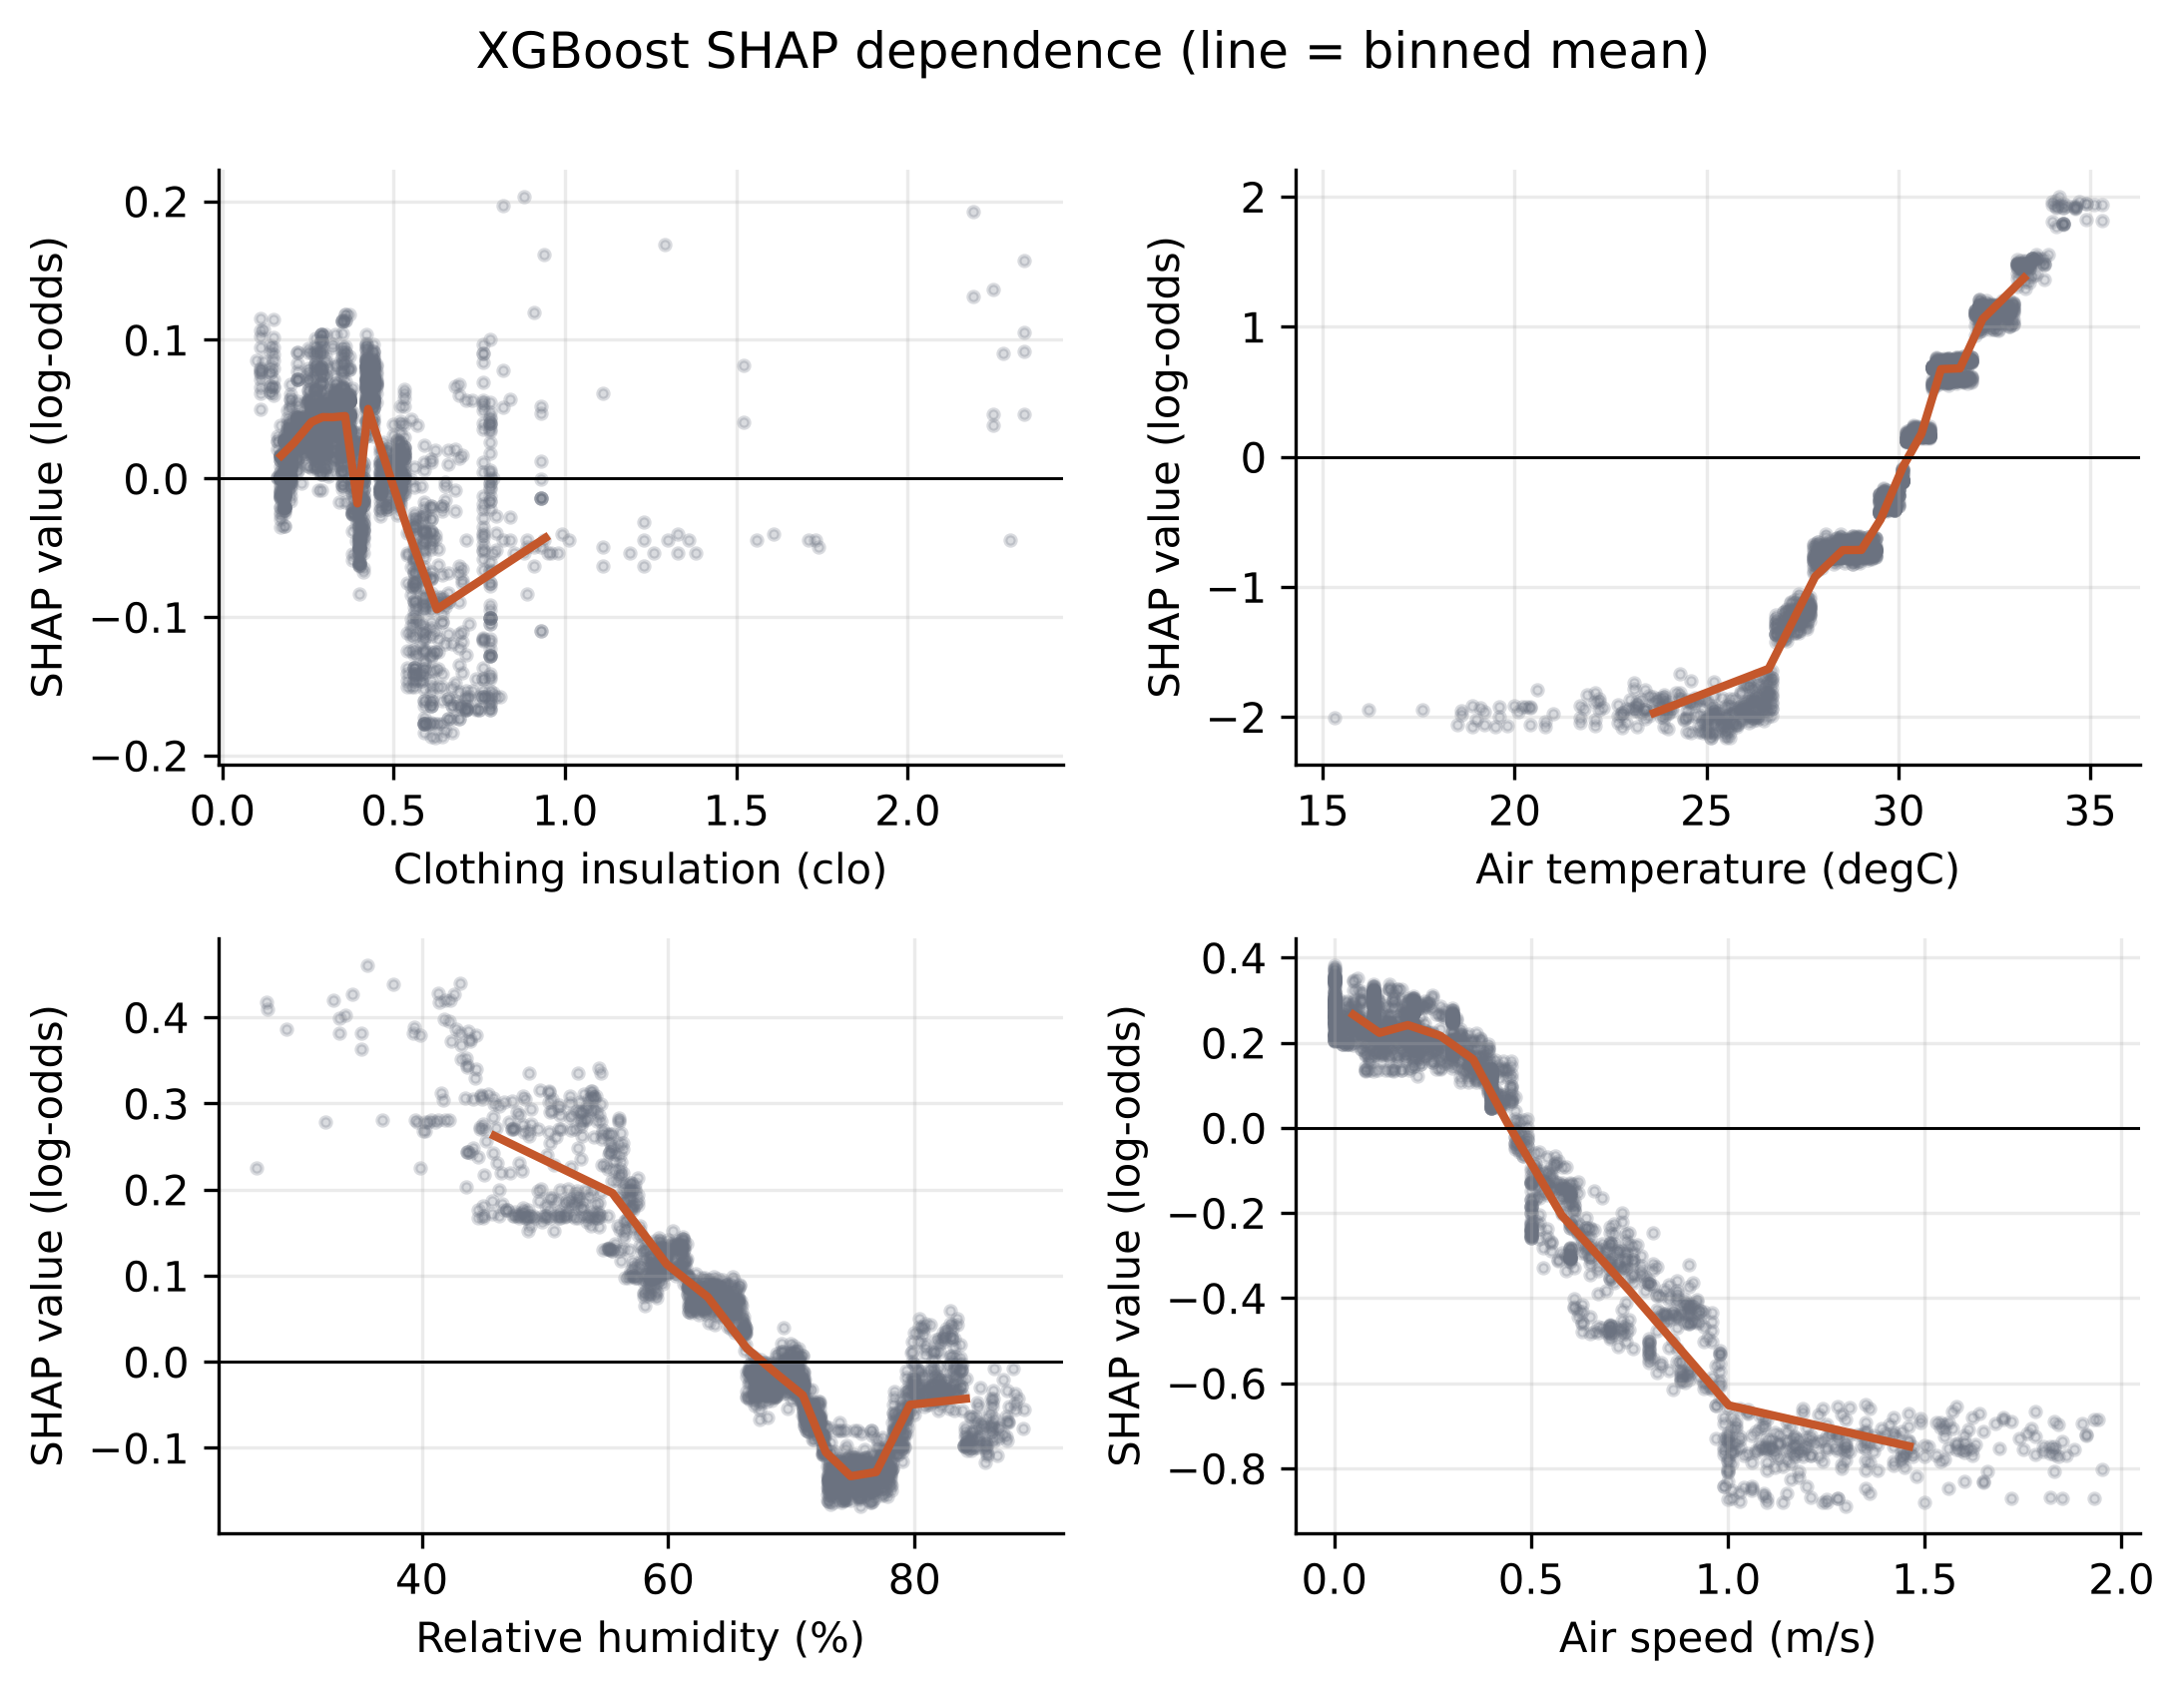 XGBoost SHAP dependence (line = binned mean)
SHAP value (log-odds)
0.2
0.1
0.0
−0.1
−0.2
0.0 0.5 1.0 1.5 2.0
Clothing insulation (clo)
SHAP value (log-odds)
2
1
0
−1
−2
15 20 25 30 35
Air temperature (degC)
SHAP value (log-odds)
0.4
0.3
0.2
0.1
0.0
−0.1
40 60 80
Relative humidity (%)
SHAP value (log-odds)
0.4
0.2
0.0
−0.2
−0.4
−0.6
−0.8
0.0 0.5 1.0 1.5 2.0
Air speed (m/s)